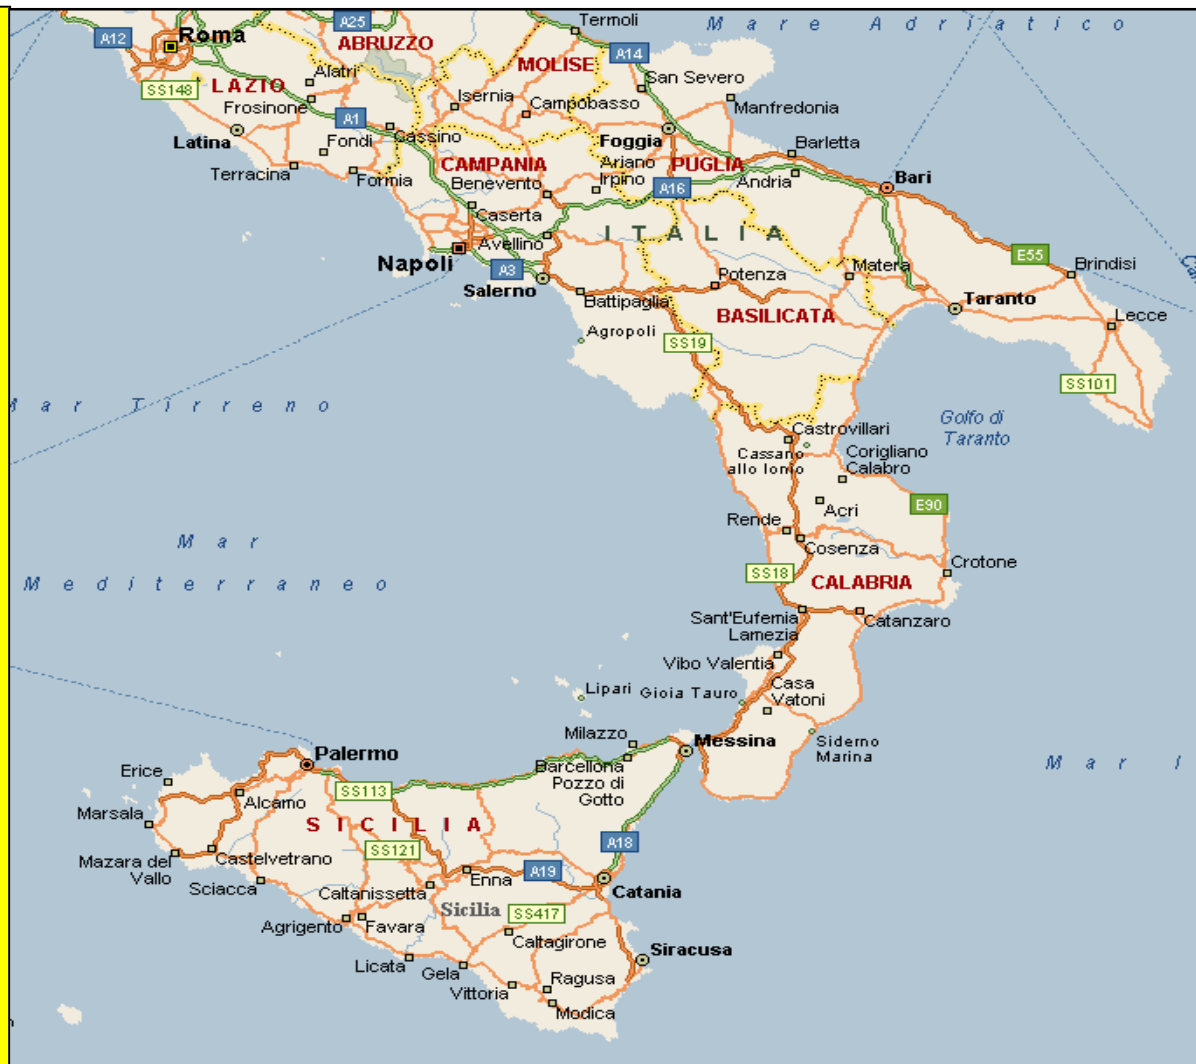 A25
Termoli
Mare Adriatico
A12
Roma
ABRUZZO
A14
MOLISE
SS148
LAZIO
Alatri
San Severo
Frosinone
Isernia
Campobasso
Manfredonia
A1
Cassino
Foggia
Latina
Fondi
Barletta
CAMPANIA
Ariano
Irpino
PUGLIA
Terracina
Formia
Benevento
A16
Andria
Bari
Caserta
Avellino
ITALIA
Napoli
A3
E55
Salerno
Potenza
Matera
Brindisi
Battipaglia
Taranto
BASILICATA
Lecce
Agropoli
SS19
SS101
Mar Tirreno
Golfo di
Taranto
Castrovillari
Cassano
allo Ionio
Corigliano
Calabro
Acri
E90
Rende
Cosenza
Mar
Mediterraneo
SS18
CALABRIA
Crotone
Sant'Eufemia
Lamezia
Catanzaro
Vibo Valentia
Lipari
Gioia Tauro
Casa
Vatoni
Milazzo
Messina
Siderno
Marina
Palermo
Barcellona
Pozzo di
Gotto
Mar I
Erice
SS113
Alcamo
Marsala
SICILIA
A18
SS121
Mazara del
Vallo
Castelvetrano
Sciacca
Caltanissetta
Enna
A19
Catania
Sicilia
SS417
Agrigento
Favara
Caltagirone
Siracusa
Licata
Gela
Vittoria
Ragusa
Modica